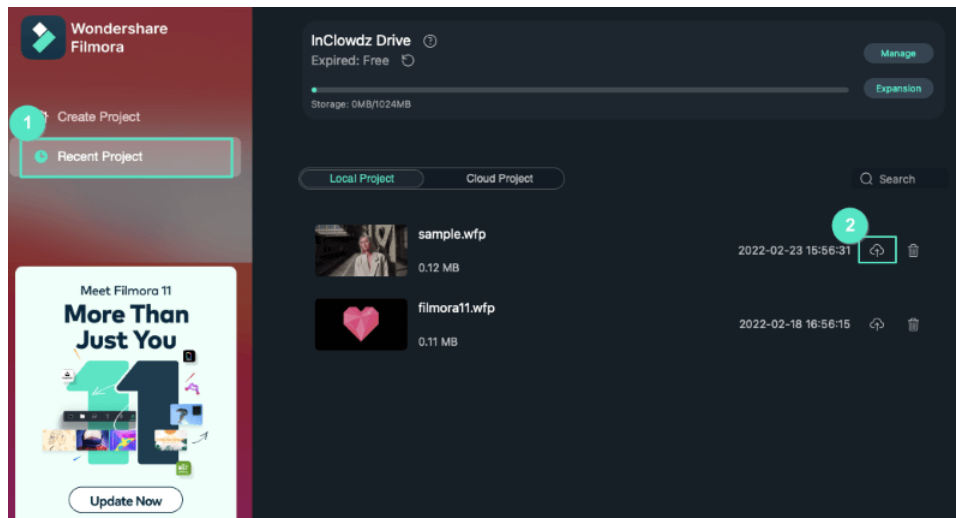 Wondershare
Filmora
1
Create Project
Recent Project
Meet Filmora 11
More Than
Just You
Update Now
InClowdz Drive
Expired: Free
Manage
Expansion
Storage: 0MB/1024MB
Local Project
Cloud Project
Search
sample.wfp
0.12 MB
2
2022-02-23 15:56:31
filmora11.wfp
0.11 MB
2022-02-18 16:56:15